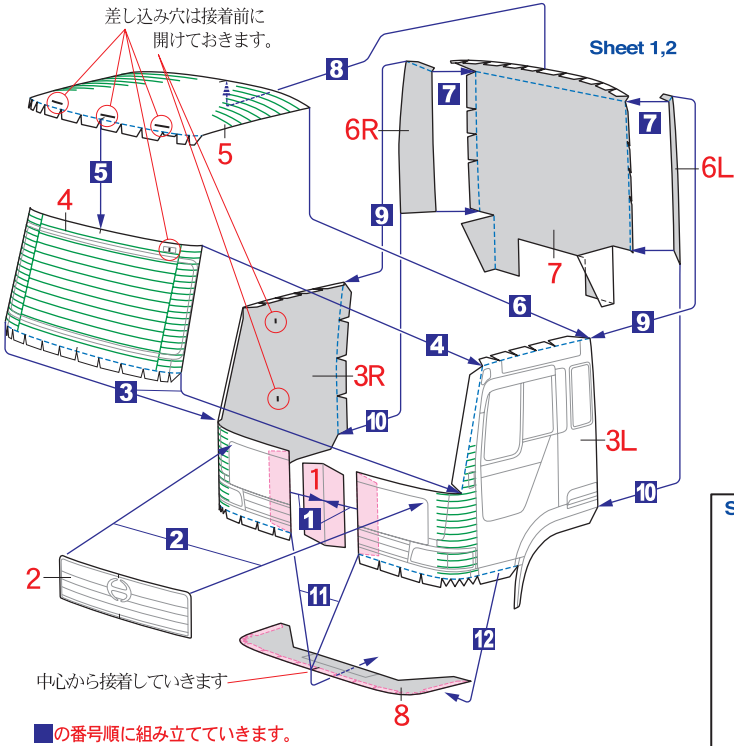 差し込み穴は接着前に
開けておきます。
Sheet 1,2
8
7
7
6R
6L
5
5
4
9
7
6
9
4
3
3R
10
3L
10
1
1
2
2
11
12
中心から接着していきます
8
■の番号順に組み立てていきます。
S